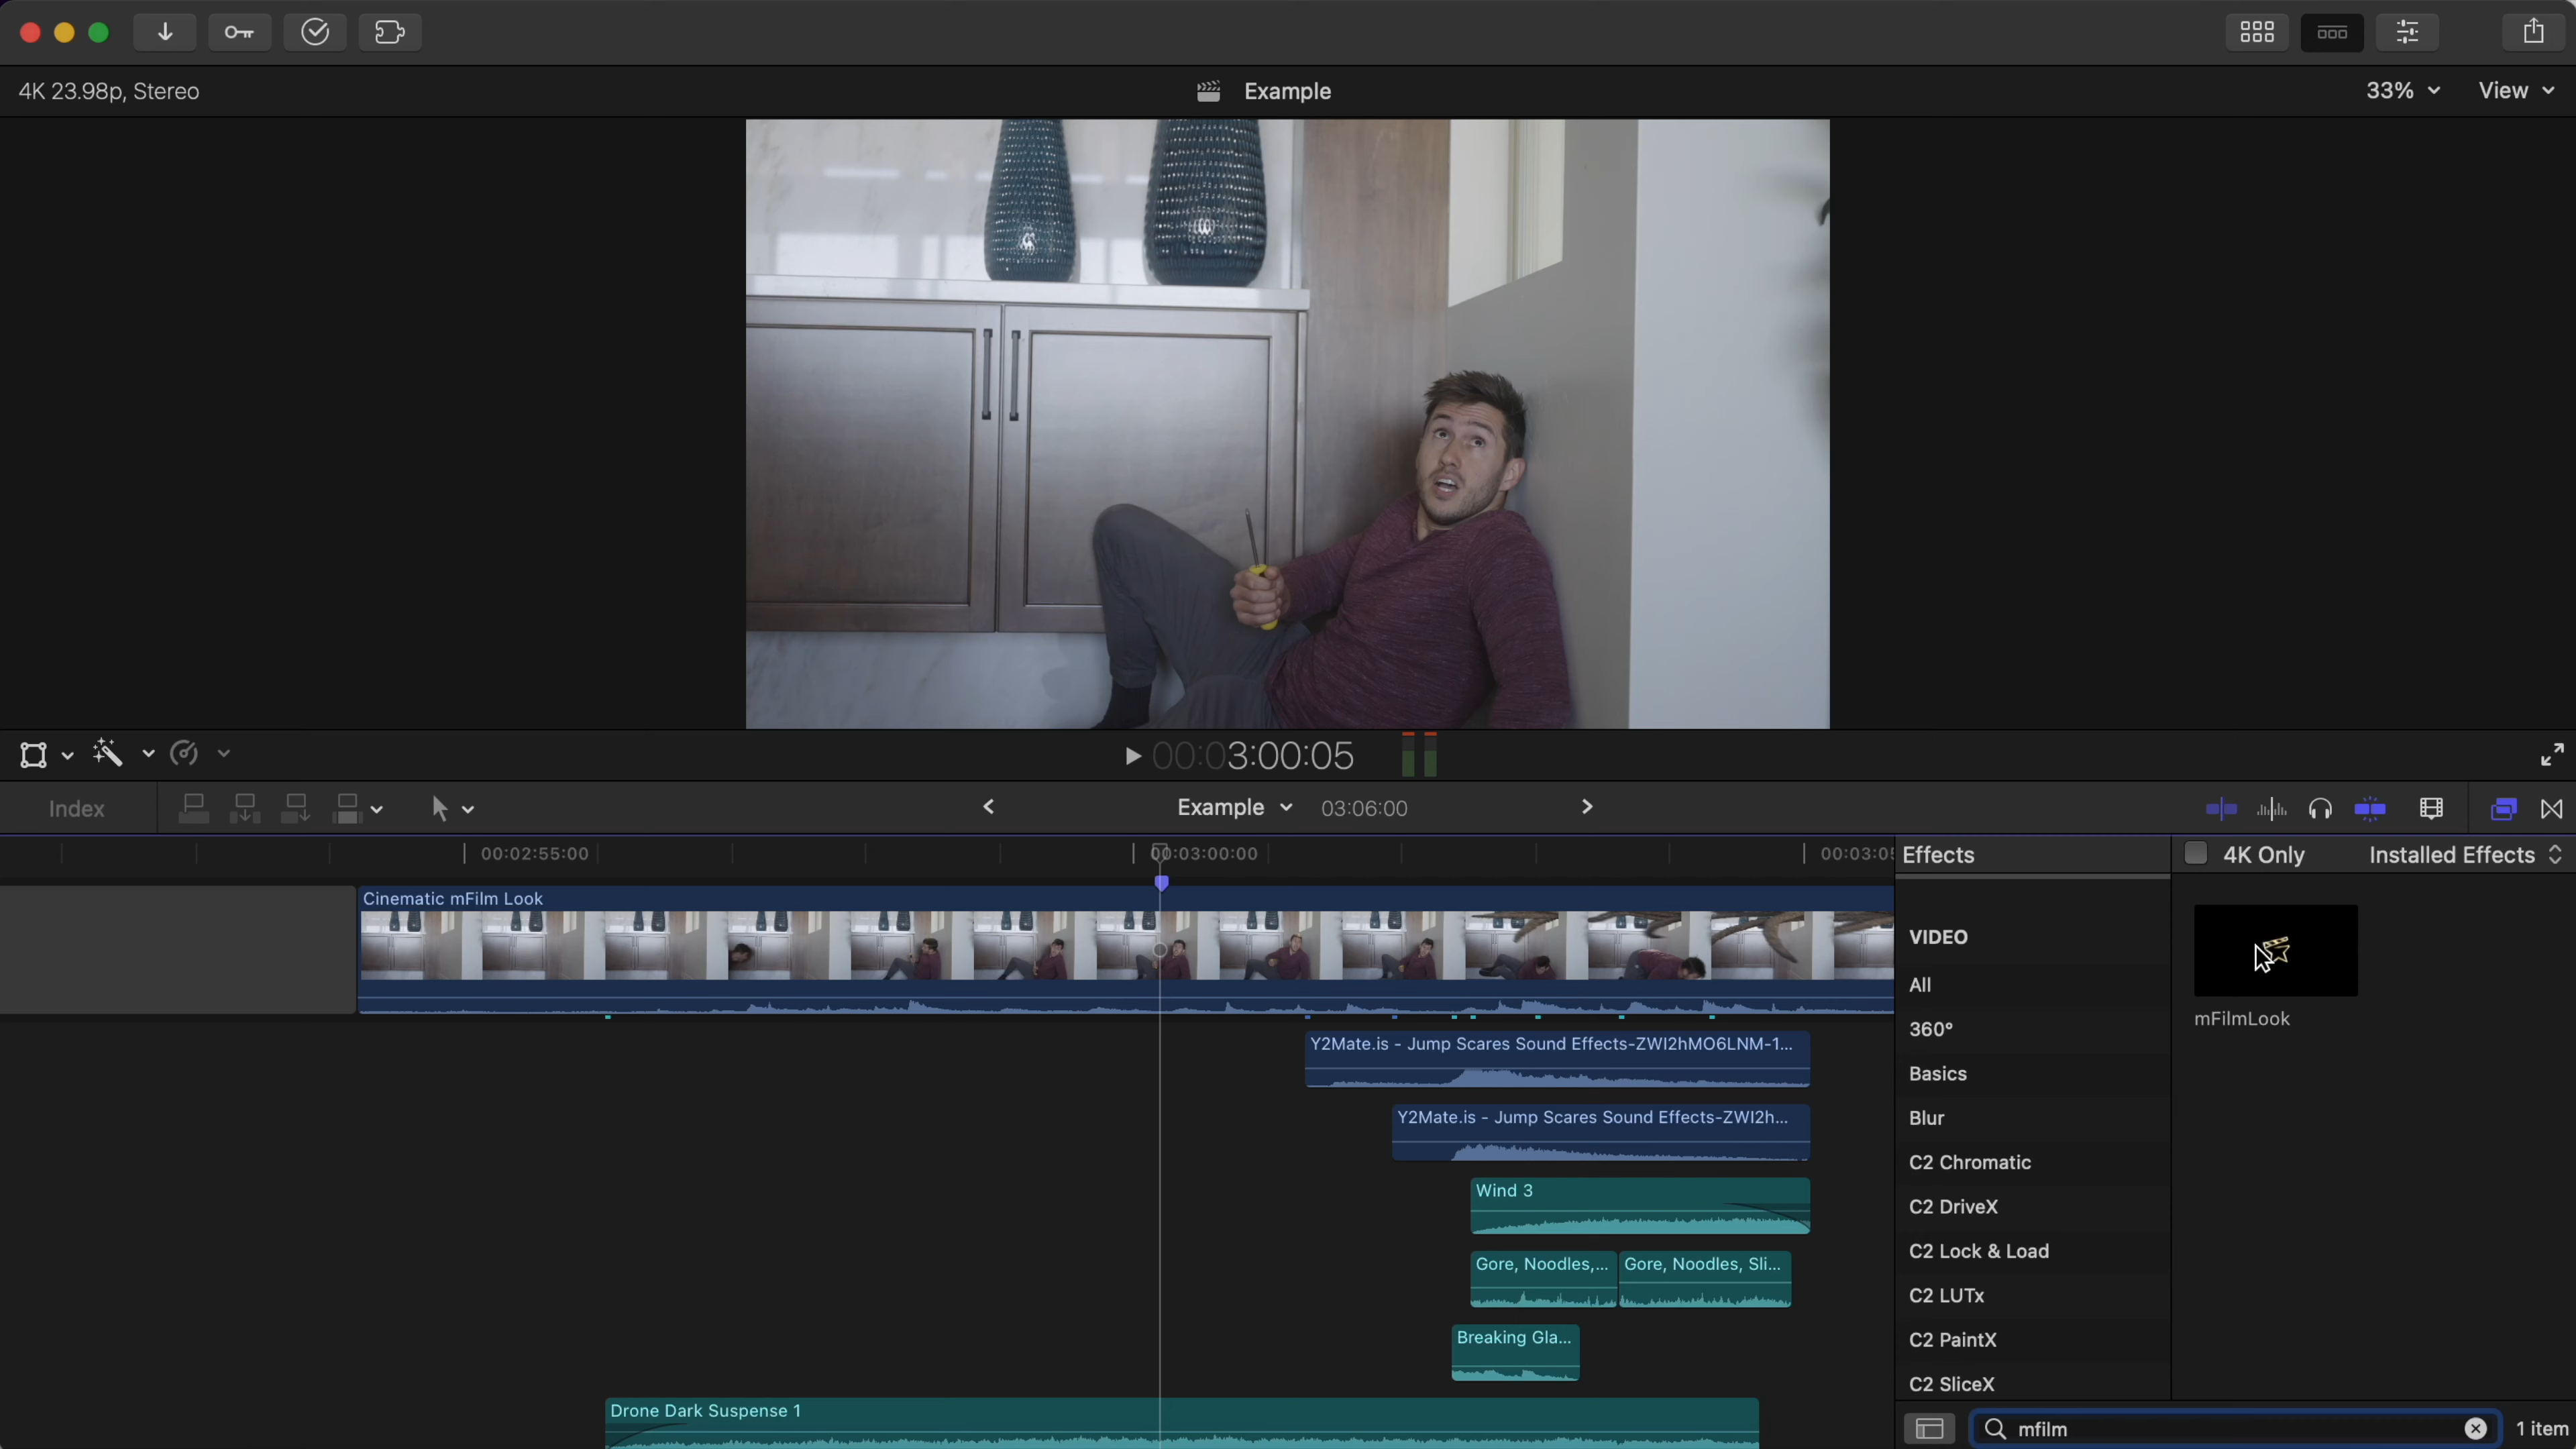 4K 23.98p, Stereo
Example
33%
View
00:03:00:05
Index
Example
03:06:00
00:02:55:00
00:03:00:00
00:03:05
Effects
4K Only
Installed Effects
Cinematic mFilm Look
VIDEO
All
360°
Basics
Blur
C2 Chromatic
C2 DriveX
C2 Lock & Load
C2 LUTx
C2 PaintX
C2 SliceX
mFilmLook
Y2Mate.is - Jump Scares Sound Effects-ZWI2hMO6LNM-1...
Y2Mate.is - Jump Scares Sound Effects-ZWI2h...
Wind 3
Gore, Noodles,...
Gore, Noodles, Sli...
Breaking Gla...
Drone Dark Suspense 1
mfilm
1 item